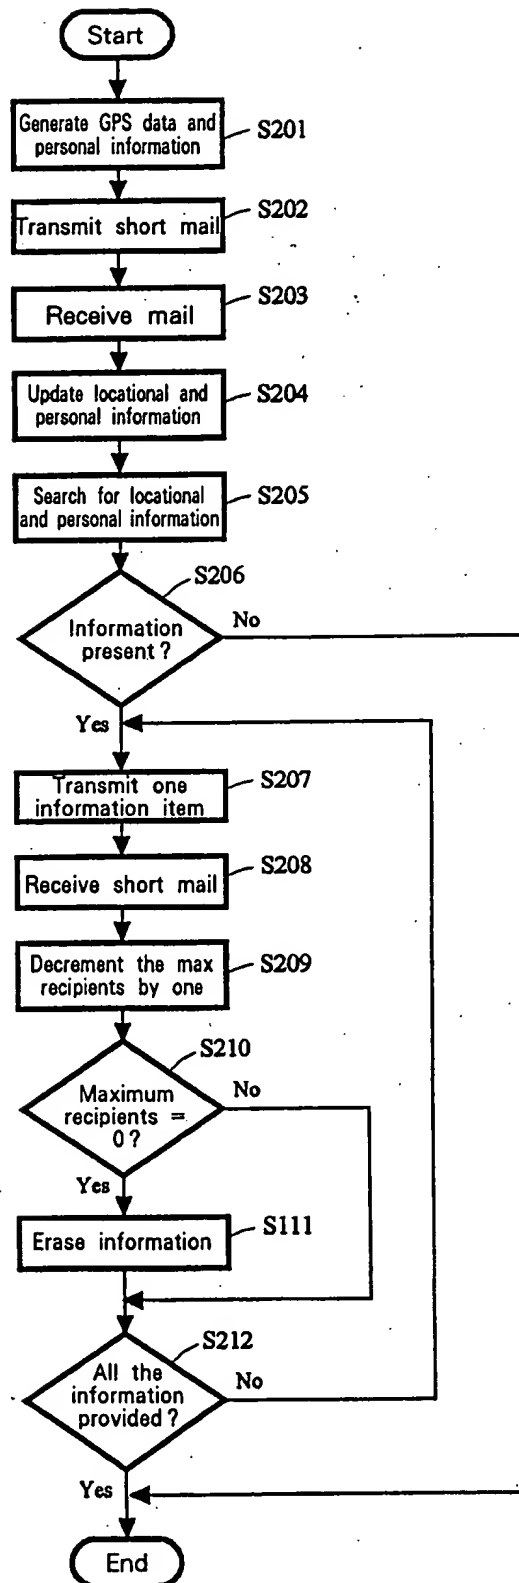 Start
Generate GPS data and
personal information
S201
Transmit short mail
S202
Receive mail
S203
Update locational and
personal information
S204
Search for locational
and personal information
S205
S206
Information
present?
No
Yes
Transmit one
information item
S207
Receive short mail
S208
Decrement the max
recipients by one
S209
S210
Maximum
recipients =
0?
No
Yes
Erase information
S111
S212
All the
information
provided?
No
Yes
End